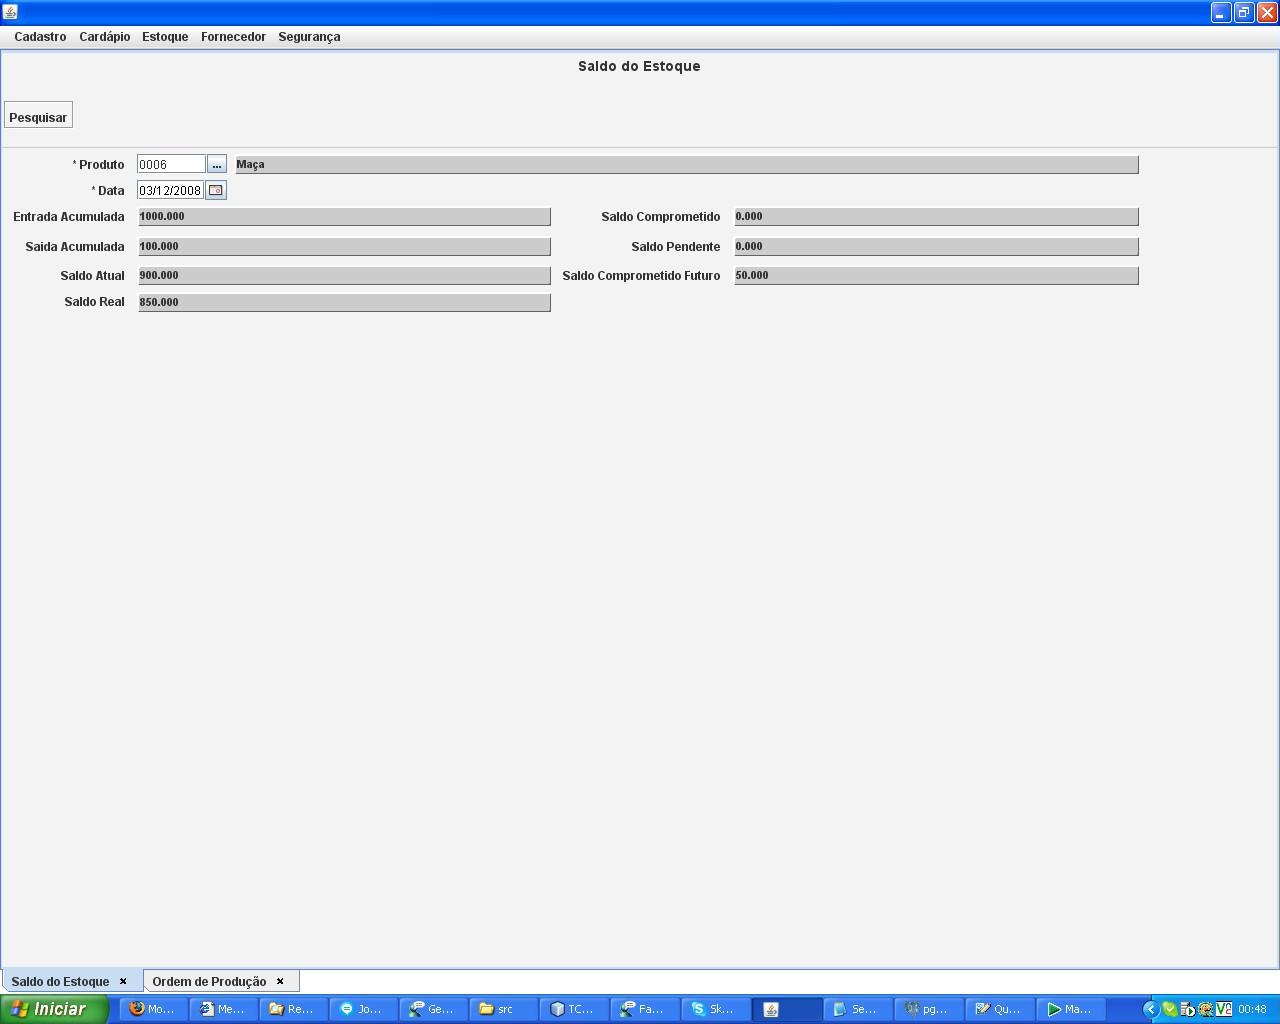 Cadastro Cardápio Estoque Fornecedor Segurança
Saldo do Estoque
Pesquisar
* Produto 0006 ... Maça
* Data 03/12/2008
Entrada Acumulada 1000.000 Saldo Comprometido 0.000
Saida Acumulada 100.000 Saldo Pendente 0.000
Saldo Atual 900.000 Saldo Comprometido Futuro 50.000
Saldo Real 850.000
Saldo do Estoque x Ordem de Produção x
Iniciar Mo... Me... Re... Jo... Ge... src TC... Fa... Sk... Se... pg... Qu... Ma... 00:48